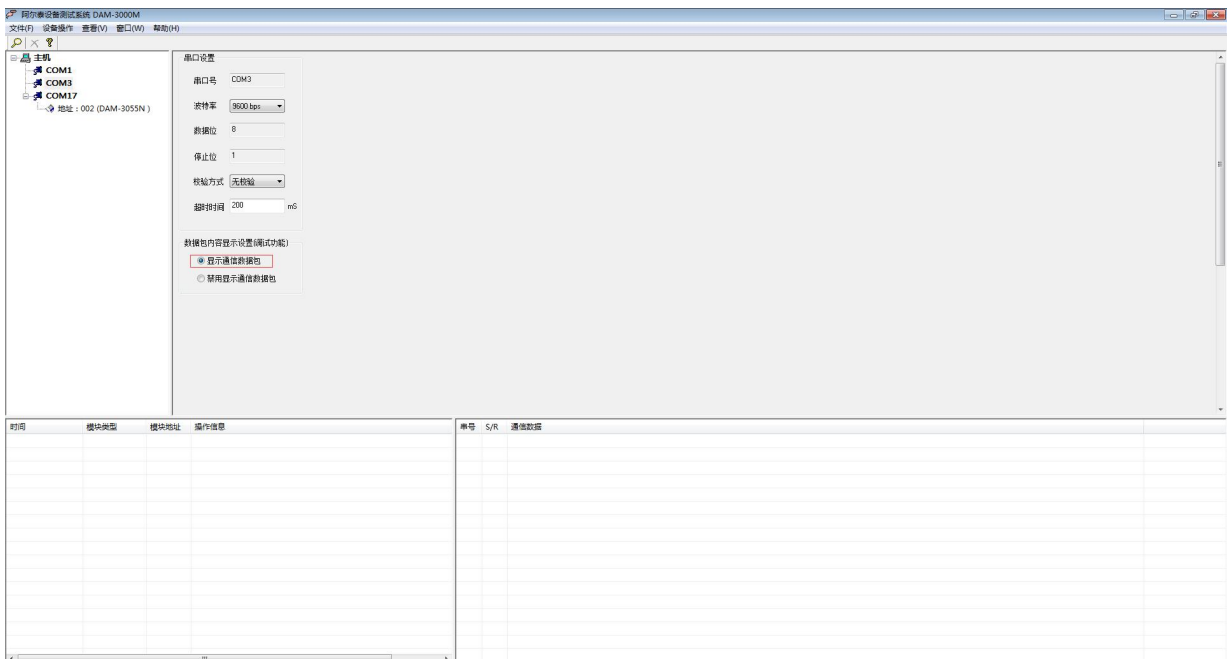 阿尔泰设备测试系统 DAM-3000M
文件(F) 设备操作 查看(V) 窗口(W) 帮助(H)
主机
COM1
COM3
COM17
地址：002 (DAM-3055N )
串口设置
串口号 COM3
波特率 9600 bps
数据位 8
停止位 1
校验方式 无校验
超时时间 200 mS
数据包内容显示设置(调试功能)
显示通信数据包
禁用显示通信数据包
时间 模块类型 模块地址 操作信息
串号 S/R 通信数据